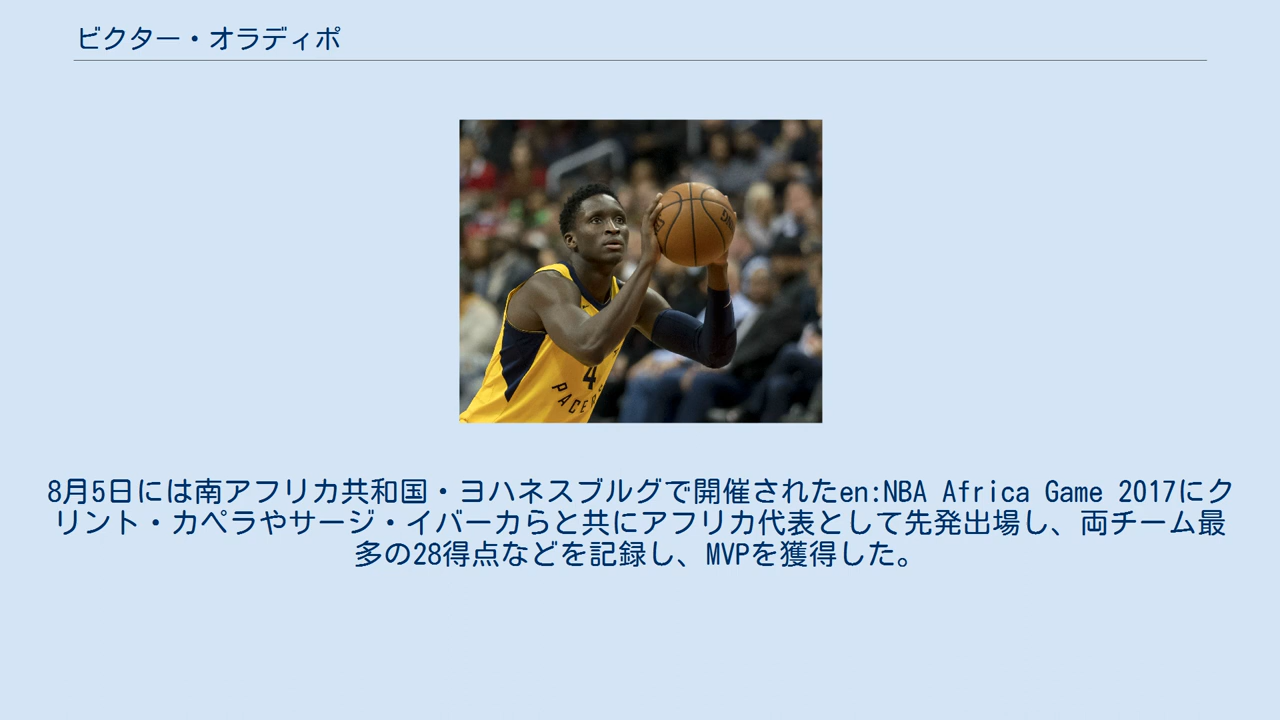 ビクター・オラディポ
4
PACER
8月5日には南アフリカ共和国・ヨハネスブルグで開催されたen:NBA Africa Game 2017にク
リント・カペラやサージ・イバーカらと共にアフリカ代表として先発出場し、両チーム最
多の28得点などを記録し、MVPを獲得した。